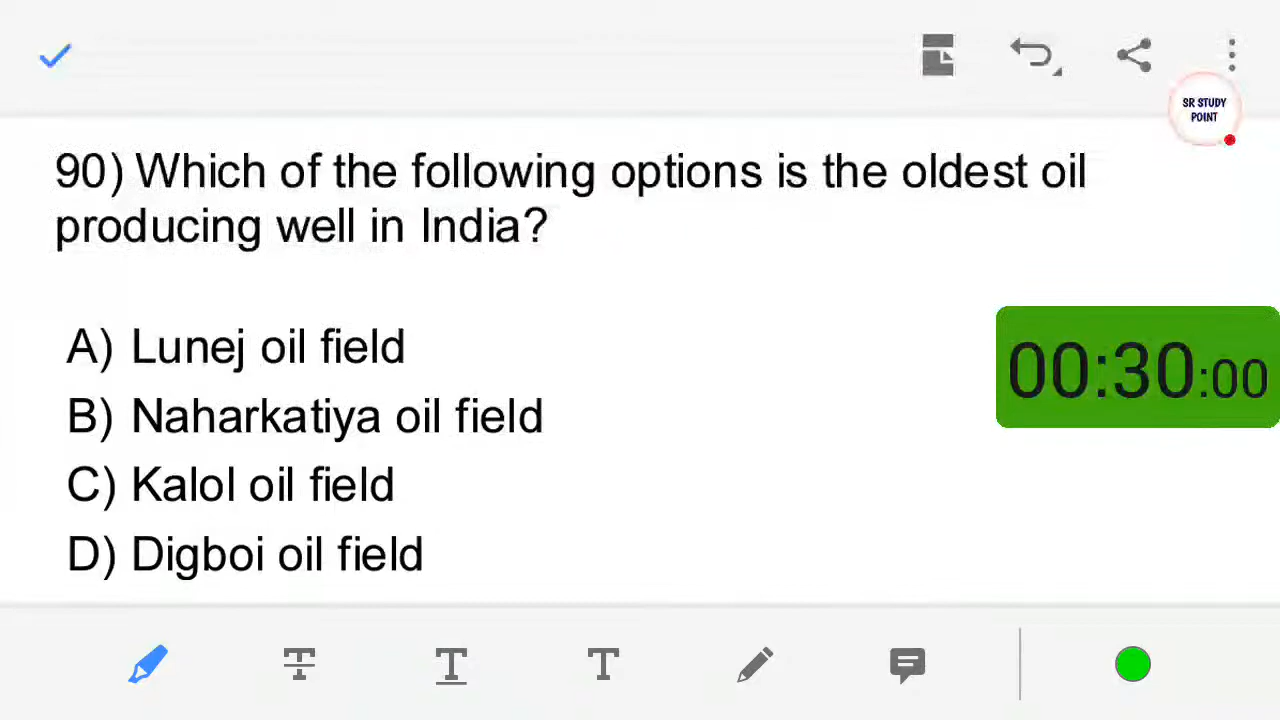 SR STUDY
POINT
90) Which of the following options is the oldest oil
producing well in India?
A) Lunej oil field
00:30:00
B) Naharkatiya oil field
C) Kalol oil field
D) Digboi oil field
T
T
T